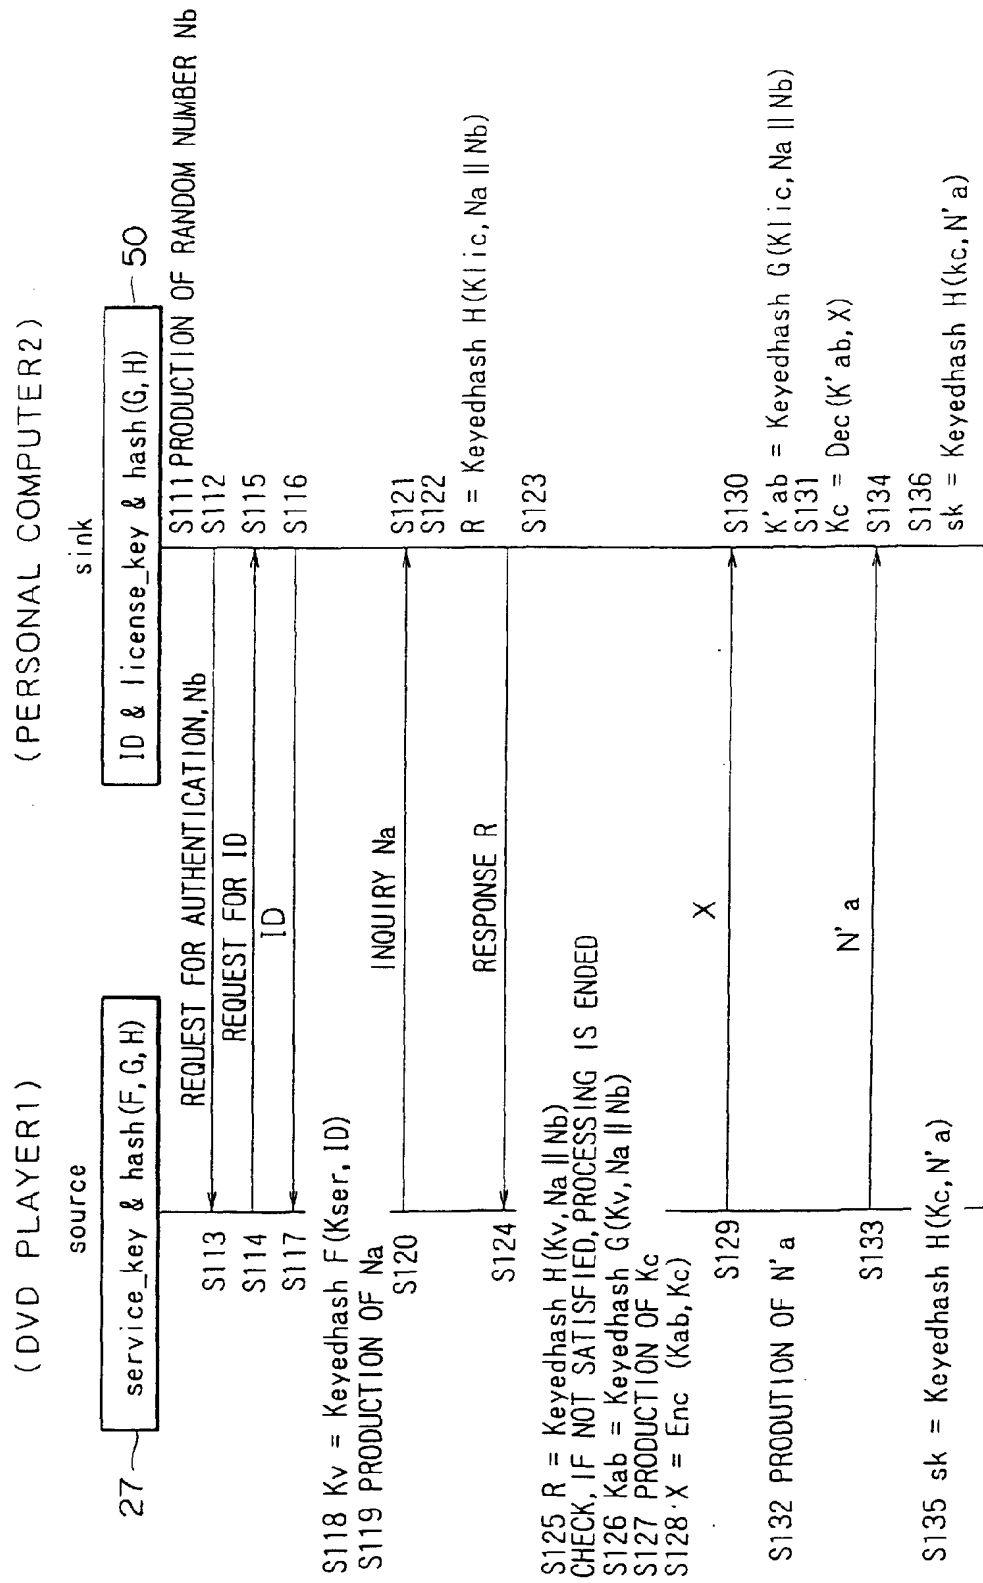 (DVD PLAYER1)
(PERSONAL COMPUTER2)
source
sink
27
service_key & hash(F, G, H)
ID & license_key & hash(G, H)
50
S111 PRODUCTION OF RANDOM NUMBER Nb
REQUEST FOR AUTHENTICATION, Nb
S113
S112
REQUEST FOR ID
S114
S115
ID
S117
S116
S118 Kv = Keyedhash F(Kser, ID)
S119 PRODUCTION OF Na
INQUIRY Na
S120
S121
S122
R = Keyedhash H(Klic, Na || Nb)
RESPONSE R
S124
S123
S125 R = Keyedhash H(Kv, Na || Nb)
CHECK, IF NOT SATISFIED, PROCESSING IS ENDED
S126 Kab = Keyedhash G(Kv, Na || Nb)
S127 PRODUCTION OF Kc
S128 X = Enc (Kab, Kc)
X
S129
S130
K'ab = Keyedhash G(Klic, Na || Nb)
S131
Kc = Dec(K'ab, X)
S132 PRODUTION OF N'a
N'a
S133
S134
S135 sk = Keyedhash H(Kc, N'a)
S136
sk = Keyedhash H(kc, N'a)